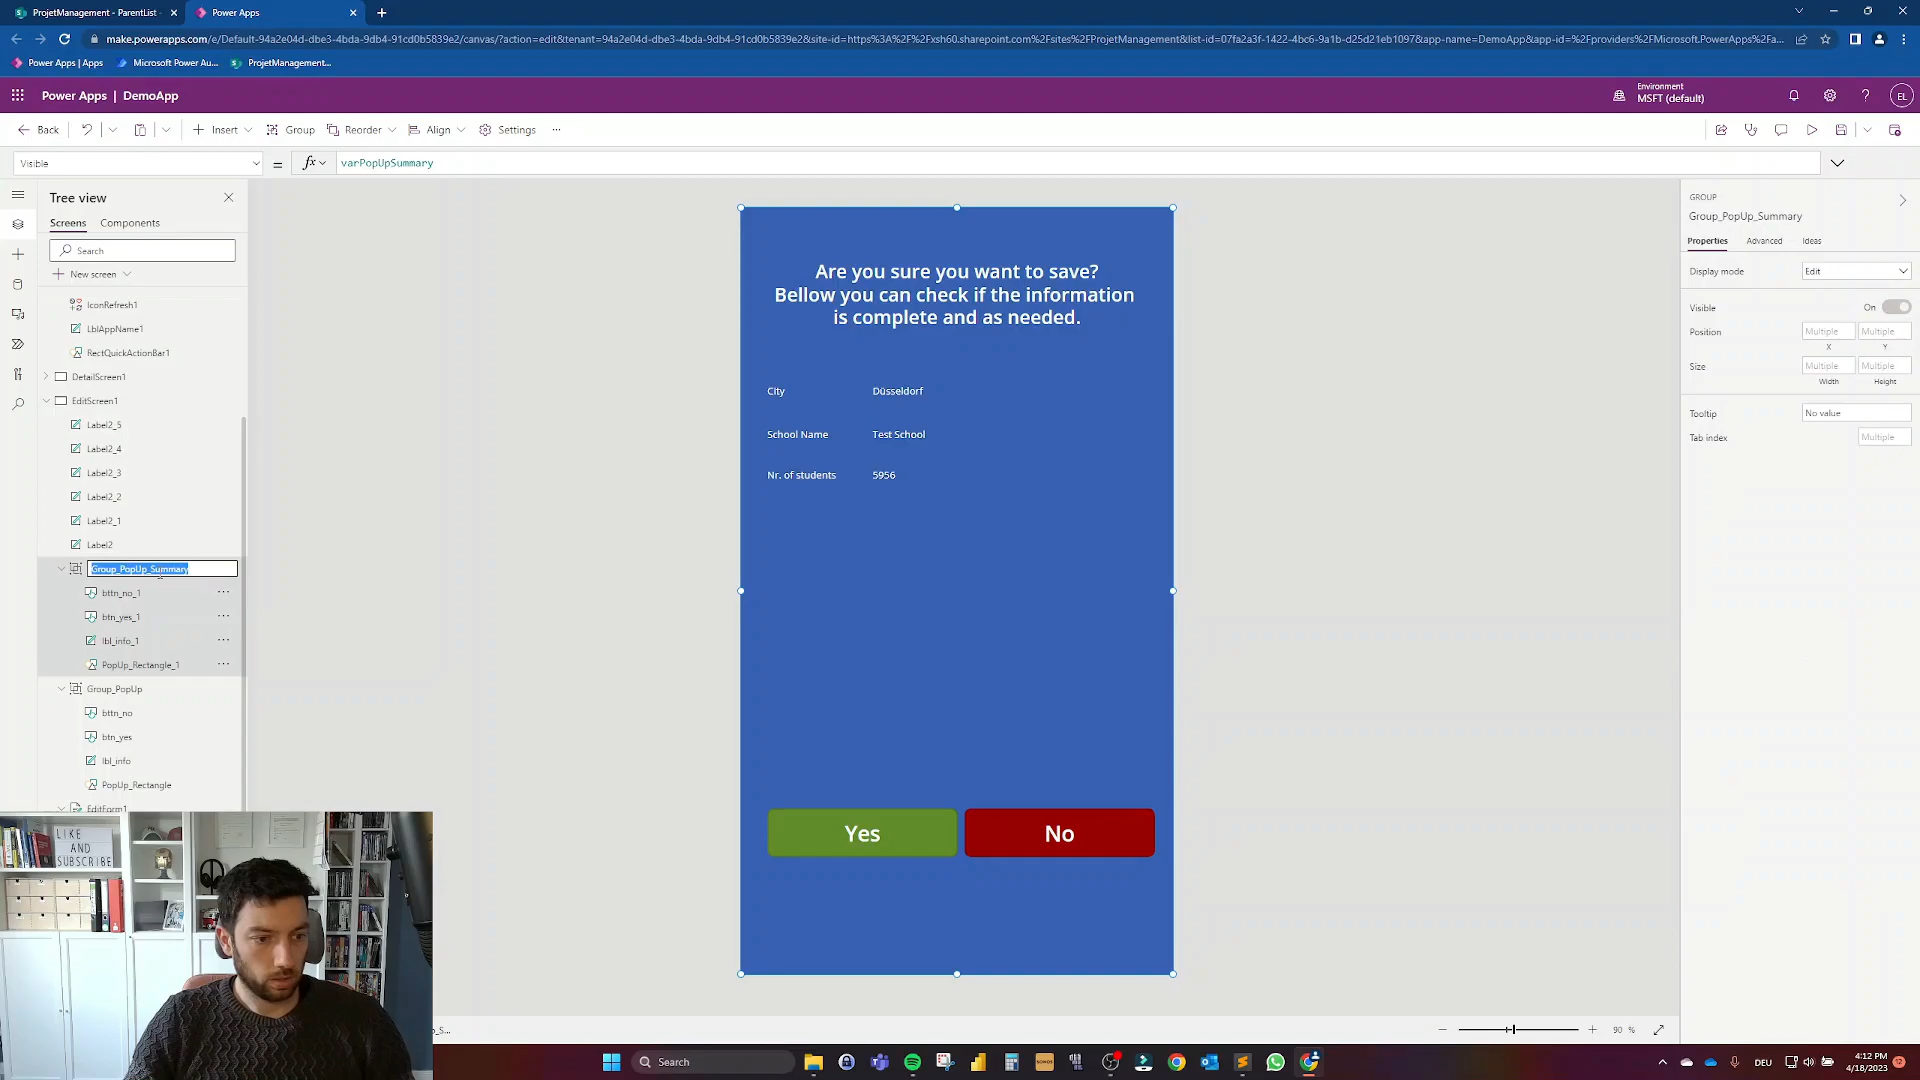 ProjetManagement - ParentList -
Power Apps
make.powerapps.com/e/Default-94a2e04d-dbe3-4bda-9db4-91cd0b5839e2/canvas/?action=edit&tenant=94a2e04d-dbe3-4bda-9db4-91cd0b5839e2&site-id=https%3A%2F%2Fxsh60.sharepoint.com%2Fsites%2FProjetManagement&list-id=07fa2a3f-1422-4bc6-9a1b-d25d21eb1097&app-name=DemoApp&app-id=%2Fproviders%2FMicrosoft.PowerApps%2Fa...
Power Apps | Apps
Microsoft Power Au...
ProjetManagement...
Power Apps | DemoApp
Environment
MSFT (default)
EL
Back
Insert
Group
Reorder
Align
Settings
Visible
=
fx
varPopUpSummary
Tree view
Screens
Components
Search
New screen
IconRefresh1
LblAppName1
RectQuickActionBar1
DetailScreen1
EditScreen1
Label2_5
Label2_4
Label2_3
Label2_2
Label2_1
Label2
Group_PopUp_Summary
bttn_no_1
btn_yes_1
lbl_info_1
PopUp_Rectangle_1
Group_PopUp
bttn_no
btn_yes
lbl_info
PopUp_Rectangle
EditForm1
Are you sure you want to save?
Bellow you can check if the information
is complete and as needed.
City
Düsseldorf
School Name
Test School
Nr. of students
5956
Yes
No
GROUP
Group_PopUp_Summary
Properties
Advanced
Ideas
Display mode
Edit
Visible
On
Position
Multiple
Multiple
X
Y
Size
Multiple
Multiple
Width
Height
Tooltip
No value
Tab index
Multiple
LIKE
AND
SUBSCRIBE
p_S...
90 %
Search
DEU
4:12 PM
4/18/2023
12